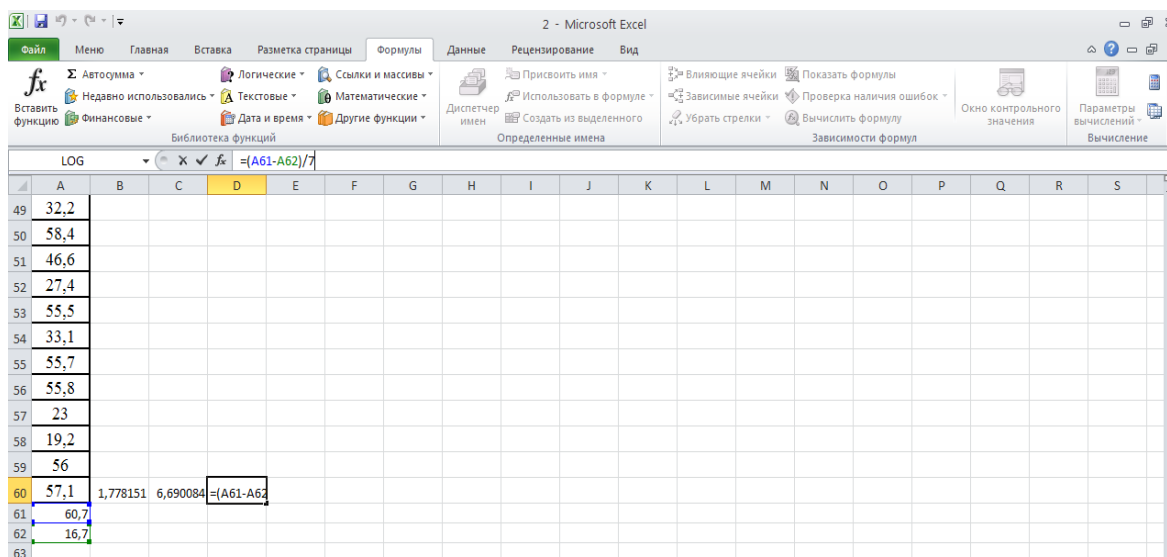 2 - Microsoft Excel
Файл Меню Главная Вставка Разметка страницы Формулы Данные Рецензирование Вид
fx Вставить функцию
Σ Автосумма
Недавно использовались
Финансовые
Логические
Текстовые
Дата и время
Ссылки и массивы
Математические
Другие функции
Библиотека функций
Диспетчер имен
Присвоить имя
Использовать в формуле
Создать из выделенного
Определенные имена
Влияющие ячейки
Зависимые ячейки
Убрать стрелки
Показать формулы
Проверка наличия ошибок
Вычислить формулу
Зависимости формул
Окно контрольного значения
Параметры вычислений
Вычисление
LOG fx =(A61-A62)/7
A B C D E F G H I J K L M N O P Q R S
49 32,2
50 58,4
51 46,6
52 27,4
53 55,5
54 33,1
55 55,7
56 55,8
57 23
58 19,2
59 56
60 57,1 1,778151 6,690084 =(A61-A62
61 60,7
62 16,7
63